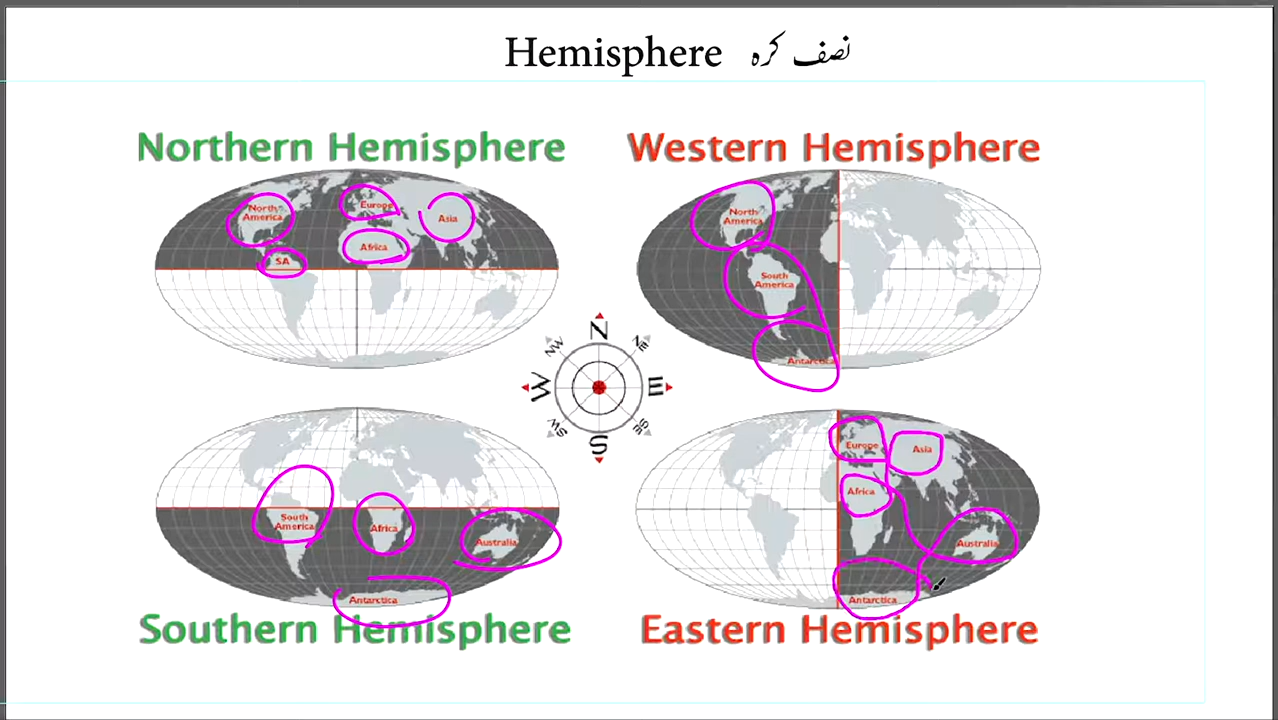 Hemisphere نصف کرہ
Northern Hemisphere
North
America
Europe
Asia
Africa
SA
Western Hemisphere
North
America
South
America
Antarctica
N
NW
NE
W
E
SW
SE
S
South
America
Africa
Australia
Antarctica
Southern Hemisphere
Europe
Asia
Africa
Australia
Antarctica
Eastern Hemisphere